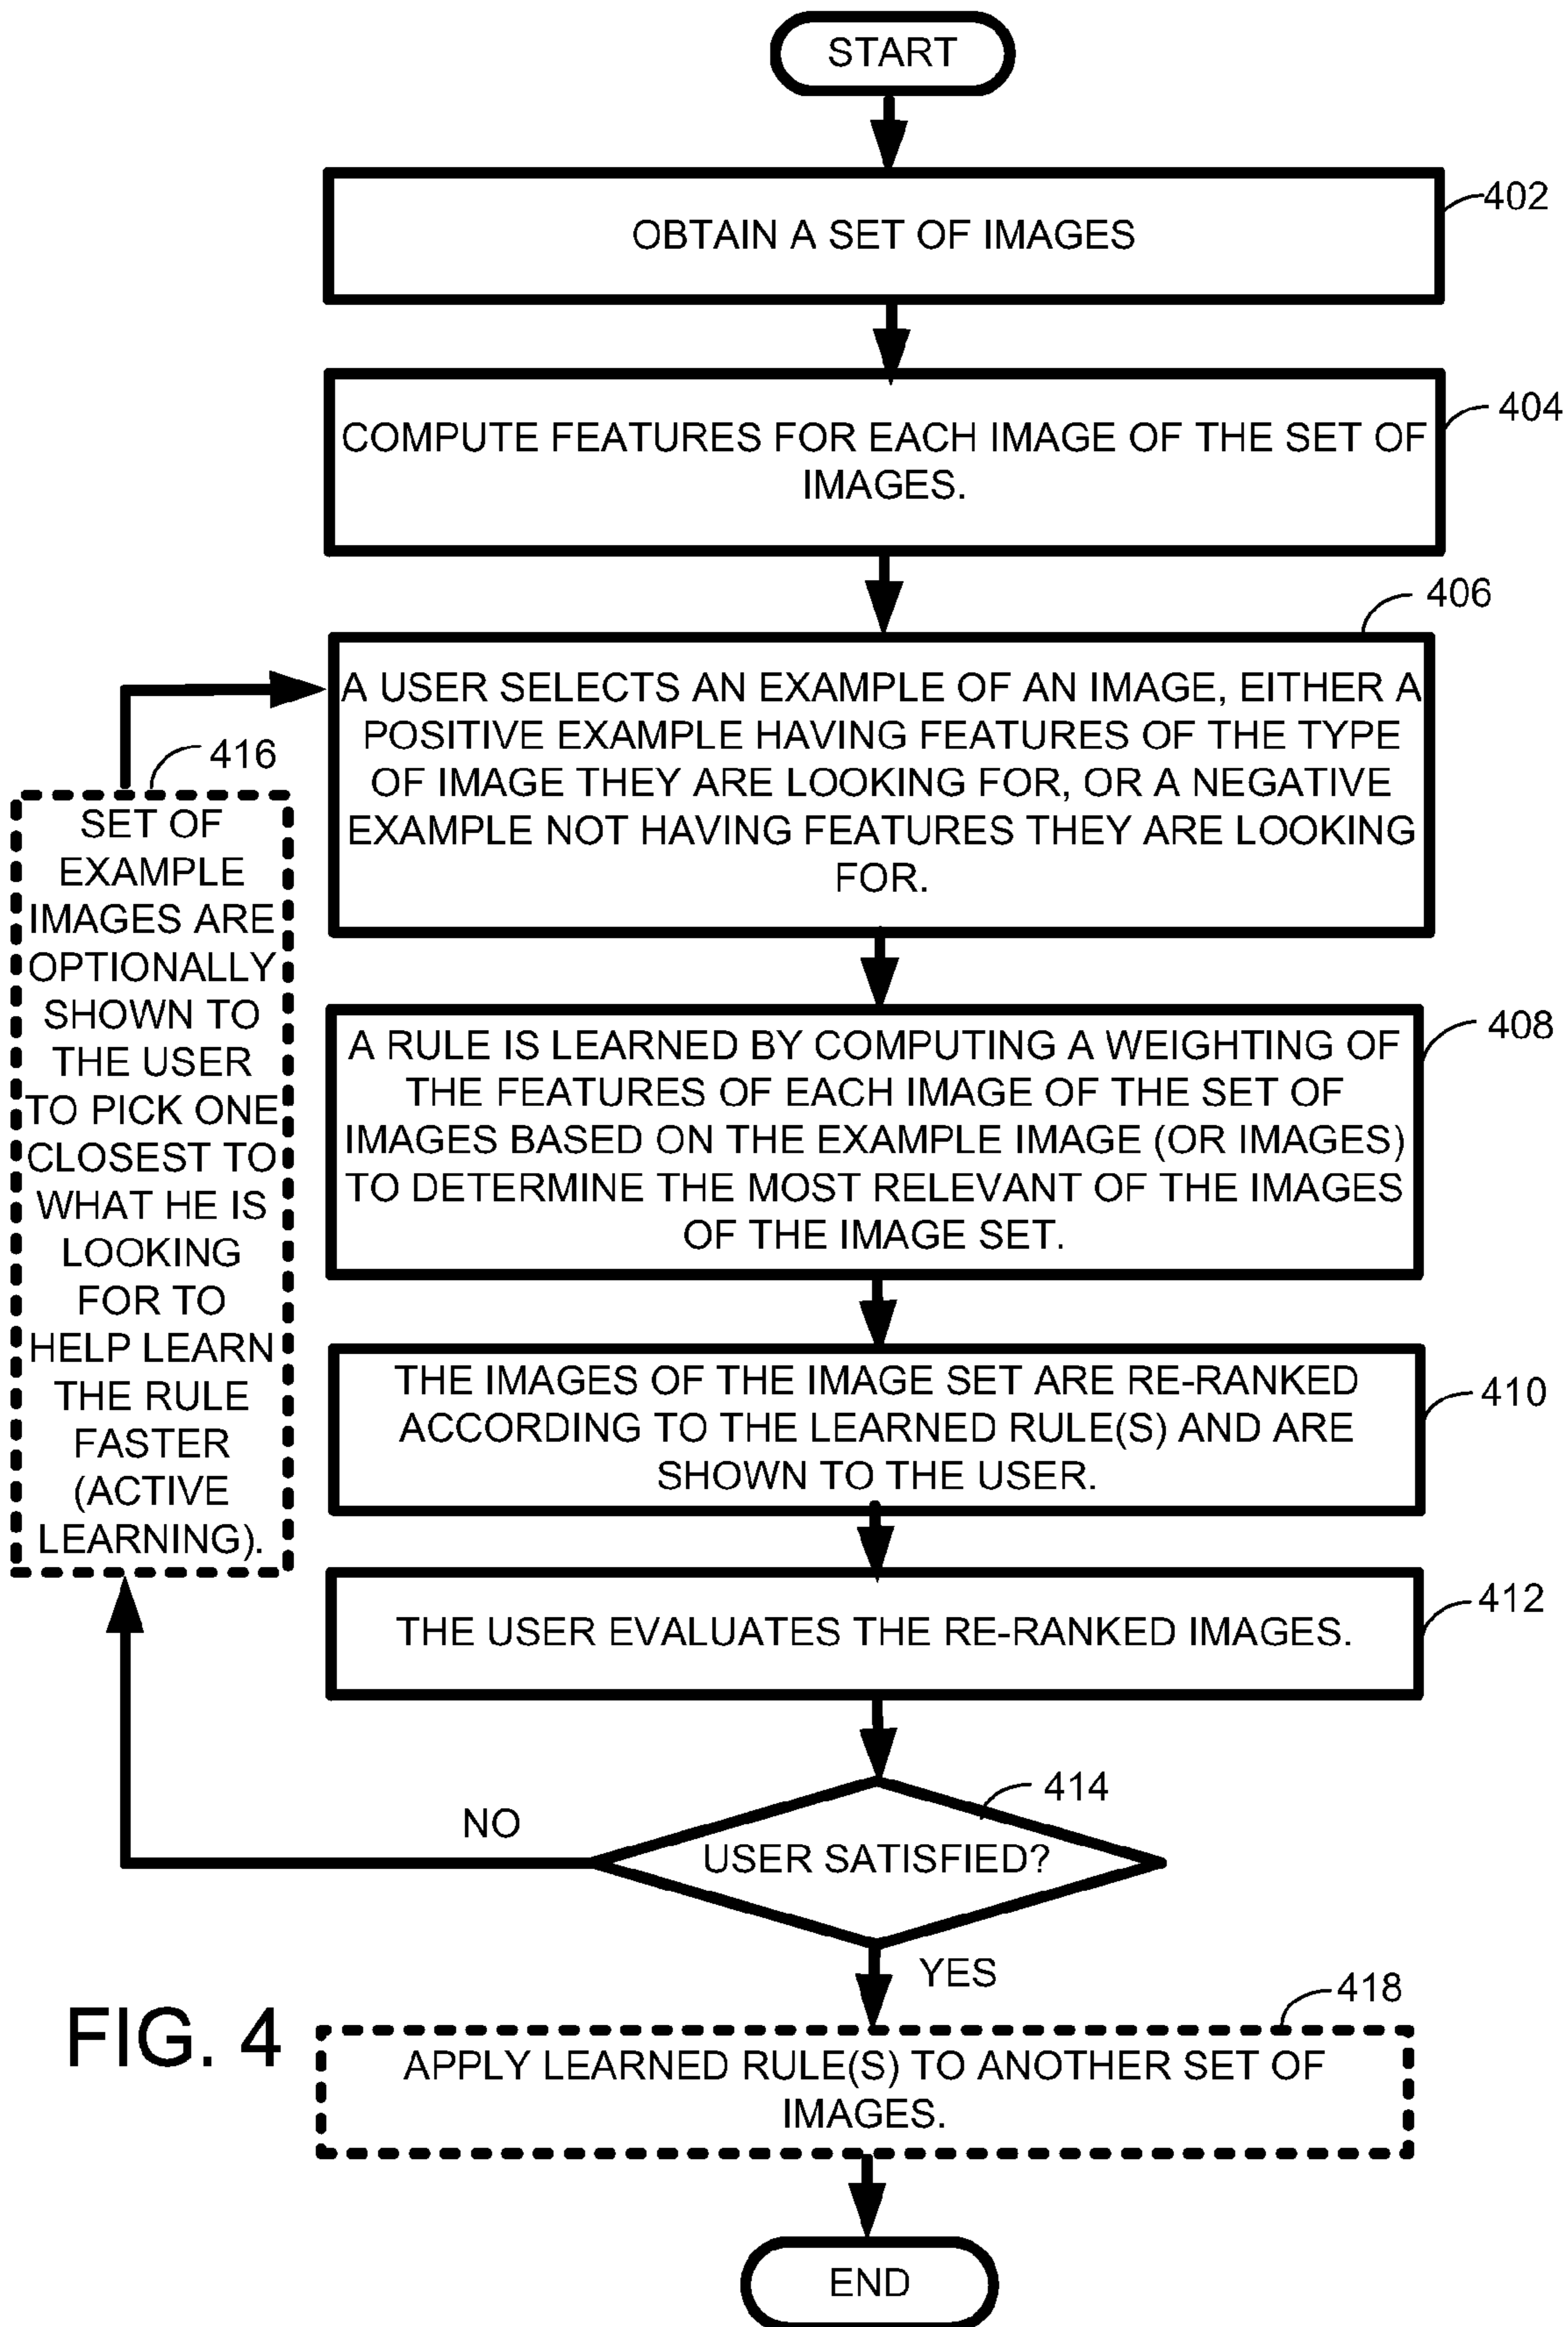 START
402
OBTAIN A SET OF IMAGES
404
COMPUTE FEATURES FOR EACH IMAGE OF THE SET OF
IMAGES.
406
A USER SELECTS AN EXAMPLE OF AN IMAGE, EITHER A
POSITIVE EXAMPLE HAVING FEATURES OF THE TYPE
OF IMAGE THEY ARE LOOKING FOR, OR A NEGATIVE
EXAMPLE NOT HAVING FEATURES THEY ARE LOOKING
FOR.
416
SET OF
EXAMPLE
IMAGES ARE
OPTIONALLY
SHOWN TO
THE USER
TO PICK ONE
CLOSEST TO
WHAT HE IS
LOOKING
FOR TO
HELP LEARN
THE RULE
FASTER
(ACTIVE
LEARNING).
408
A RULE IS LEARNED BY COMPUTING A WEIGHTING OF
THE FEATURES OF EACH IMAGE OF THE SET OF
IMAGES BASED ON THE EXAMPLE IMAGE (OR IMAGES)
TO DETERMINE THE MOST RELEVANT OF THE IMAGES
OF THE IMAGE SET.
410
THE IMAGES OF THE IMAGE SET ARE RE-RANKED
ACCORDING TO THE LEARNED RULE(S) AND ARE
SHOWN TO THE USER.
412
THE USER EVALUATES THE RE-RANKED IMAGES.
414
NO
USER SATISFIED?
YES
418
FIG. 4
APPLY LEARNED RULE(S) TO ANOTHER SET OF
IMAGES.
END